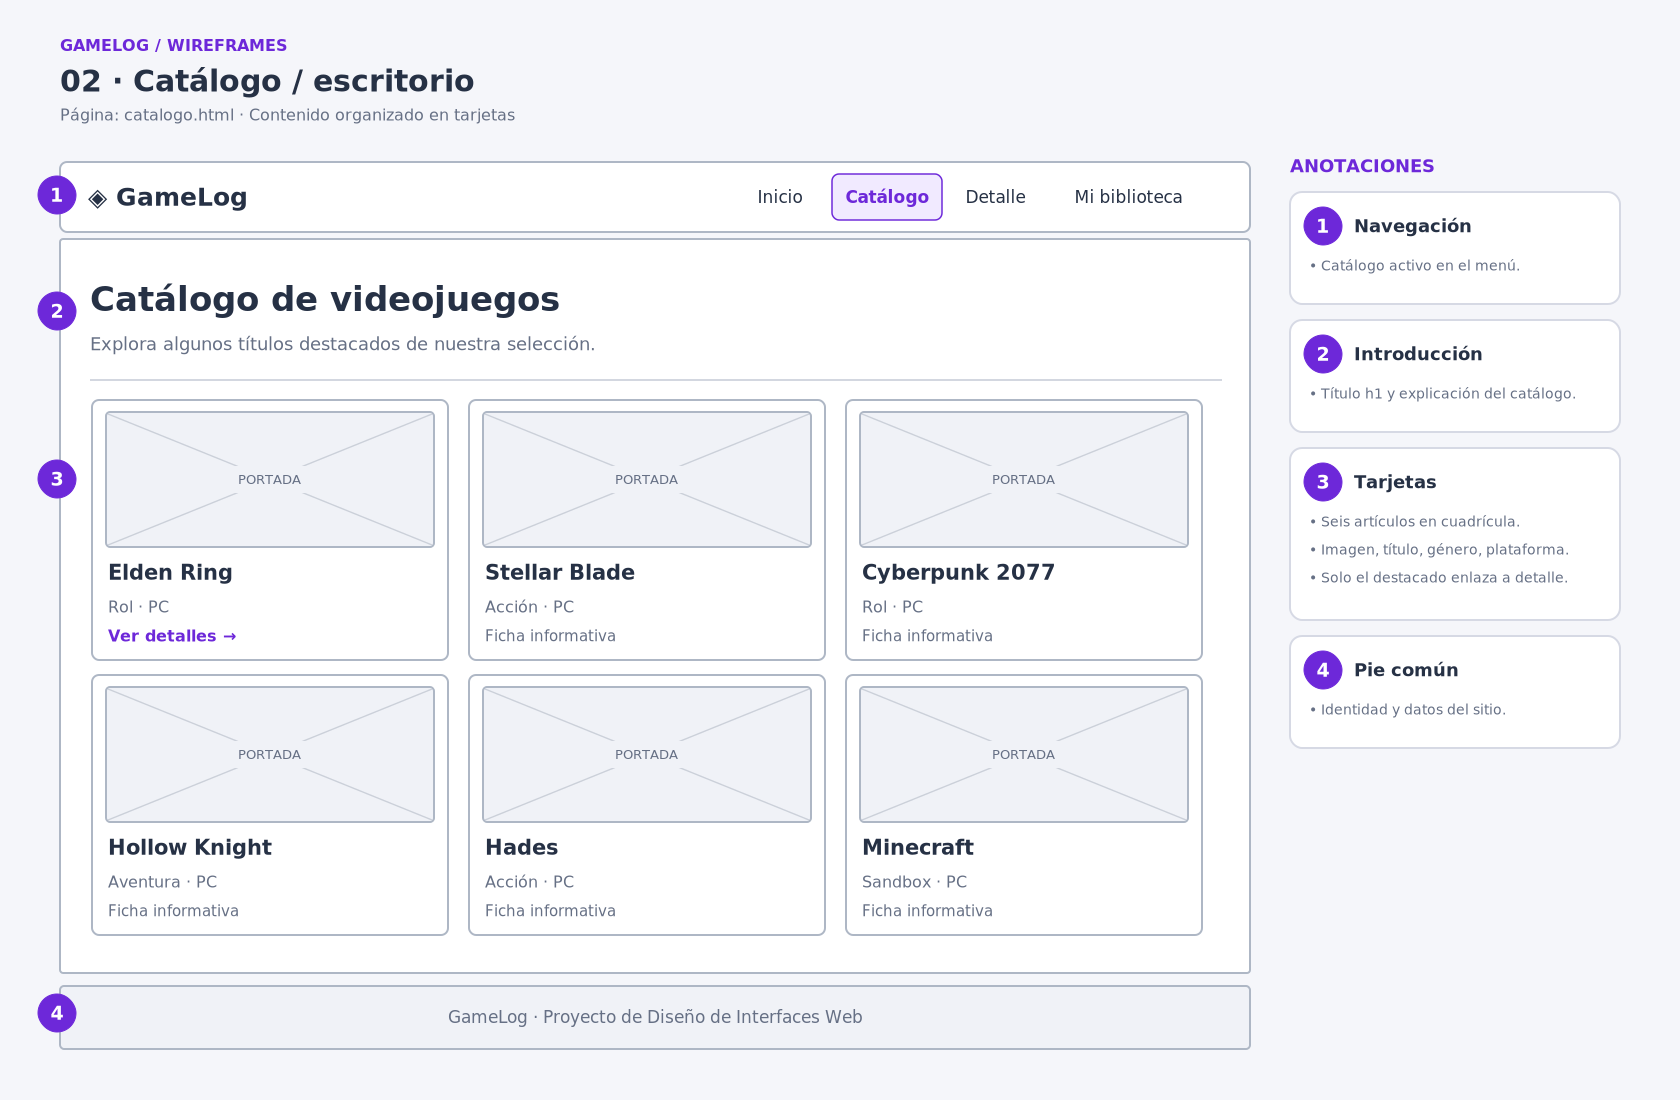 GAMELOG / WIREFRAMES
02 · Catálogo / escritorio
Página: catalogo.html · Contenido organizado en tarjetas
1
◈ GameLog
Inicio
Catálogo
Detalle
Mi biblioteca
2
Catálogo de videojuegos
Explora algunos títulos destacados de nuestra selección.
3
PORTADA
Elden Ring
Rol · PC
Ver detalles →
PORTADA
Stellar Blade
Acción · PC
Ficha informativa
PORTADA
Cyberpunk 2077
Rol · PC
Ficha informativa
PORTADA
Hollow Knight
Aventura · PC
Ficha informativa
PORTADA
Hades
Acción · PC
Ficha informativa
PORTADA
Minecraft
Sandbox · PC
Ficha informativa
4
GameLog · Proyecto de Diseño de Interfaces Web
ANOTACIONES
1 Navegación
• Catálogo activo en el menú.
2 Introducción
• Título h1 y explicación del catálogo.
3 Tarjetas
• Seis artículos en cuadrícula.
• Imagen, título, género, plataforma.
• Solo el destacado enlaza a detalle.
4 Pie común
• Identidad y datos del sitio.